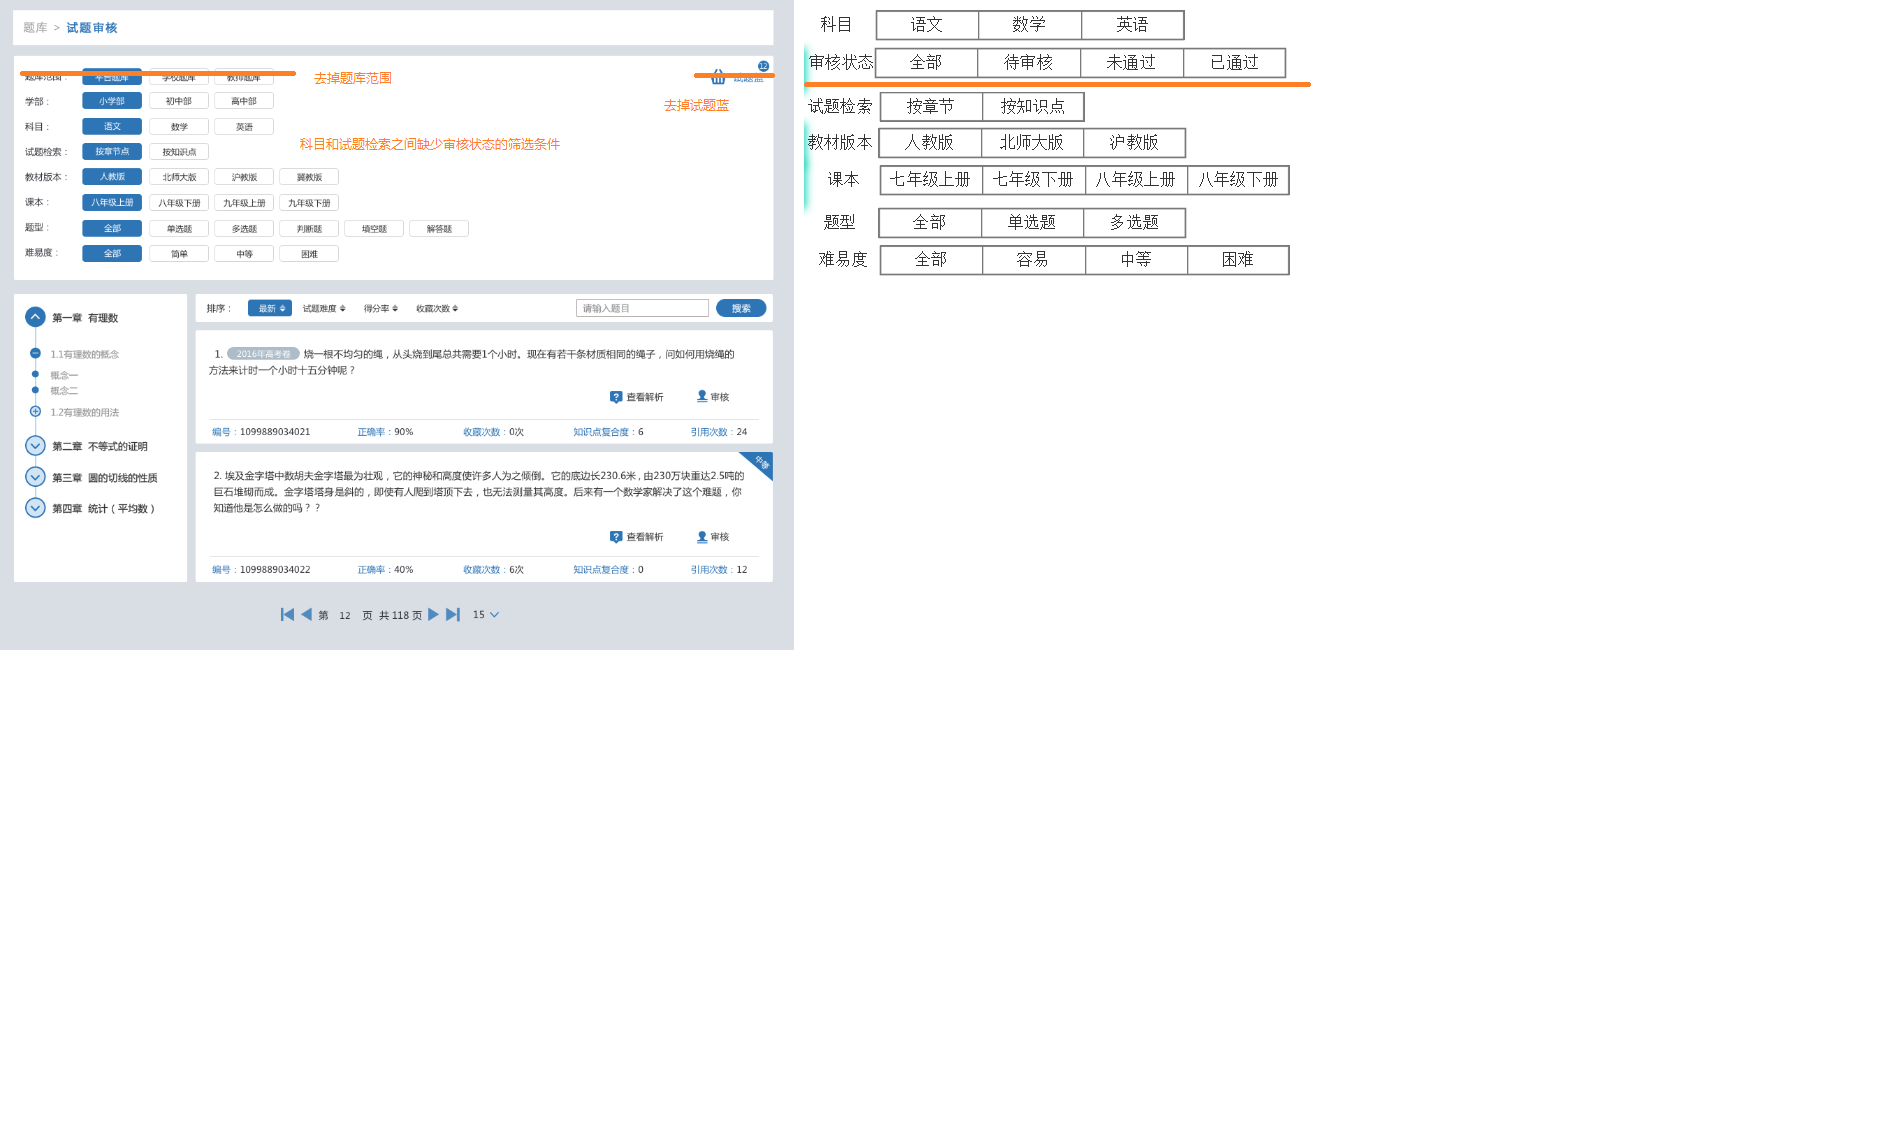 题库 > 试题审核
题库范围： 平台题库 学校题库 教师题库
去掉题库范围
12
试题篮
去掉试题蓝
学部： 小学部 初中部 高中部
科目： 语文 数学 英语
科目和试题检索之间缺少审核状态的筛选条件
试题检索： 按章节点 按知识点
教材版本： 人教版 北师大版 沪教版 冀教版
课本： 八年级上册 八年级下册 九年级上册 九年级下册
题型： 全部 单选题 多选题 判断题 填空题 解答题
难易度： 全部 简单 中等 困难
第一章 有理数
1.1有理数的概念
概念一
概念二
1.2有理数的用法
第二章 不等式的证明
第三章 圆的切线的性质
第四章 统计（平均数）
排序： 最新 试题难度 得分率 收藏次数 请输入题目 搜索
1. 2016年高考卷 烧一根不均匀的绳，从头烧到尾总共需要1个小时。现在有若干条材质相同的绳子，问如何用烧绳的
方法来计时一个小时十五分钟呢？
查看解析 审核
编号：1099889034021 正确率：90% 收藏次数：0次 知识点复合度：6 引用次数：24
中等
2. 埃及金字塔中数胡夫金字塔最为壮观，它的神秘和高度使许多人为之倾倒。它的底边长230.6米，由230万块重达2.5吨的
巨石堆砌而成。金字塔塔身是斜的，即使有人爬到塔顶下去，也无法测量其高度。后来有一个数学家解决了这个难题，你
知道他是怎么做的吗？？
查看解析 审核
编号：1099889034022 正确率：40% 收藏次数：6次 知识点复合度：0 引用次数：12
第 12 页 共 118 页 15
科目 语文 数学 英语
审核状态 全部 待审核 未通过 已通过
试题检索 按章节 按知识点
教材版本 人教版 北师大版 沪教版
课本 七年级上册 七年级下册 八年级上册 八年级下册
题型 全部 单选题 多选题
难易度 全部 容易 中等 困难